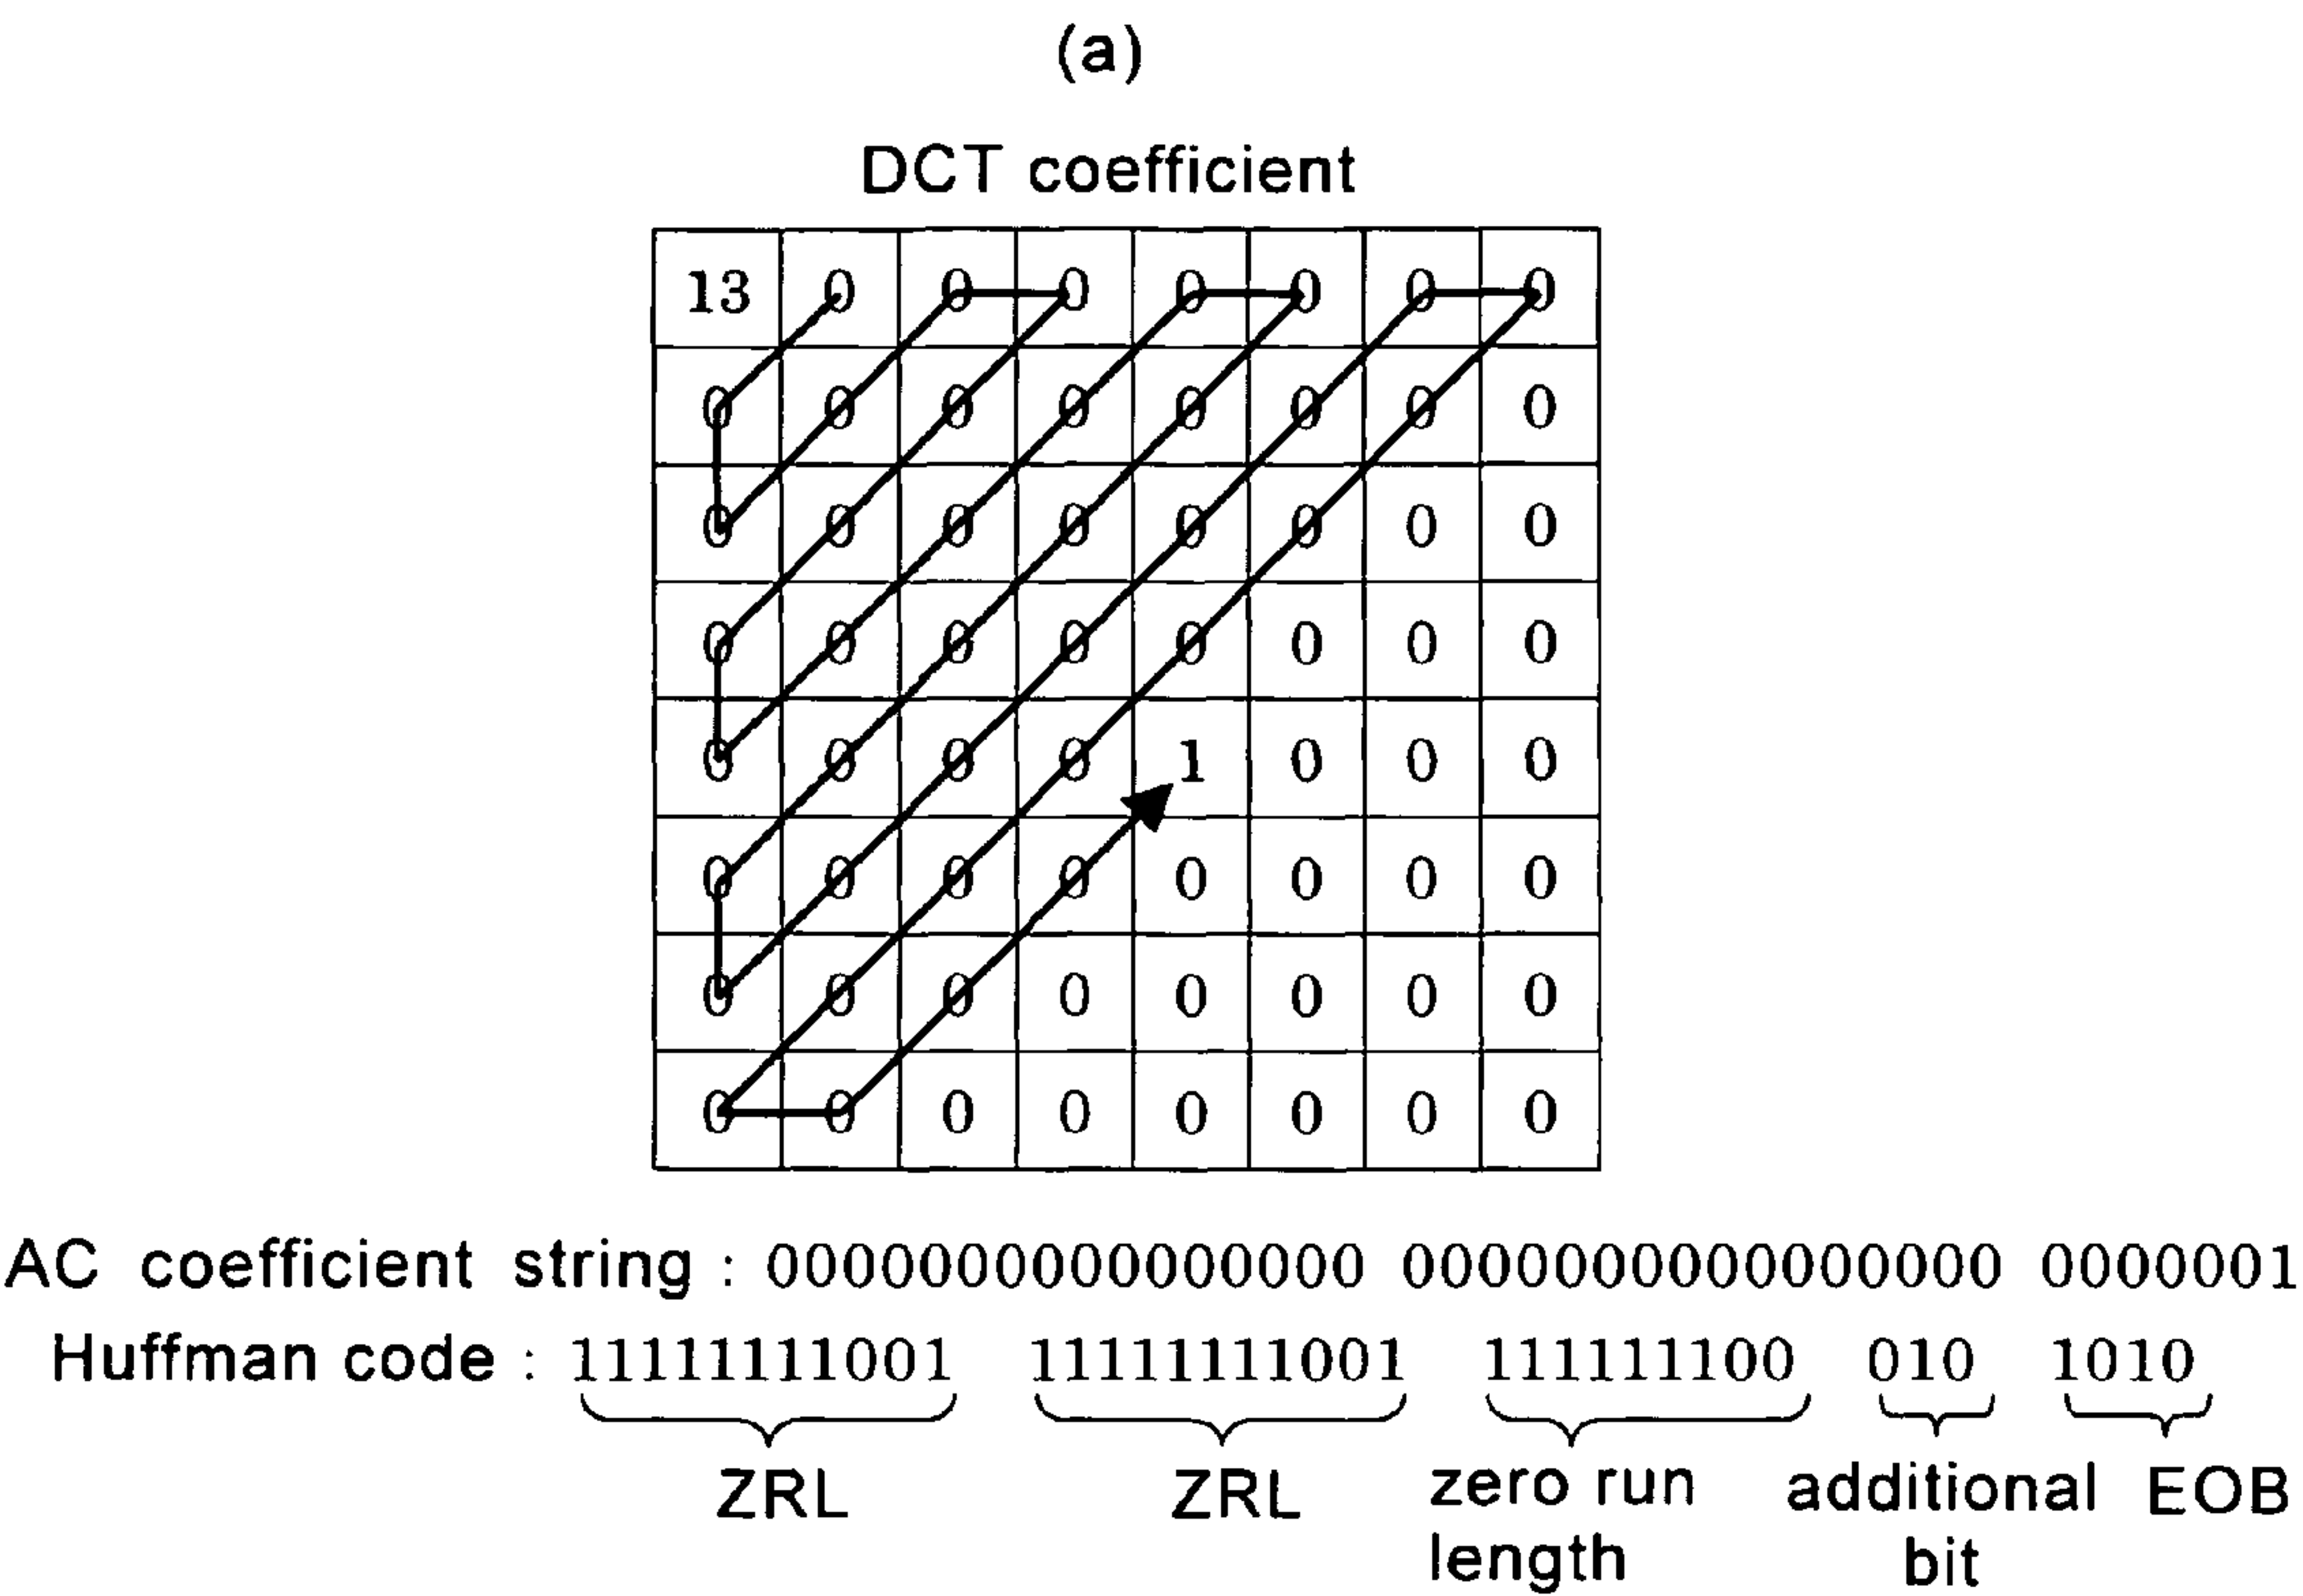 (a)
DCT coefficient
13 0 0 0 0 0 0 0
0 0 0 0 0 0 0 0
0 0 0 0 0 0 0 0
0 0 0 0 0 0 0 0
0 0 0 0 1 0 0 0
0 0 0 0 0 0 0 0
0 0 0 0 0 0 0 0
0 0 0 0 0 0 0 0
AC coefficient string : 0000000000000000 0000000000000000 0000001
Huffman code : 11111111001 11111111001 111111100 010 1010
ZRL ZRL zero run additional EOB
length bit